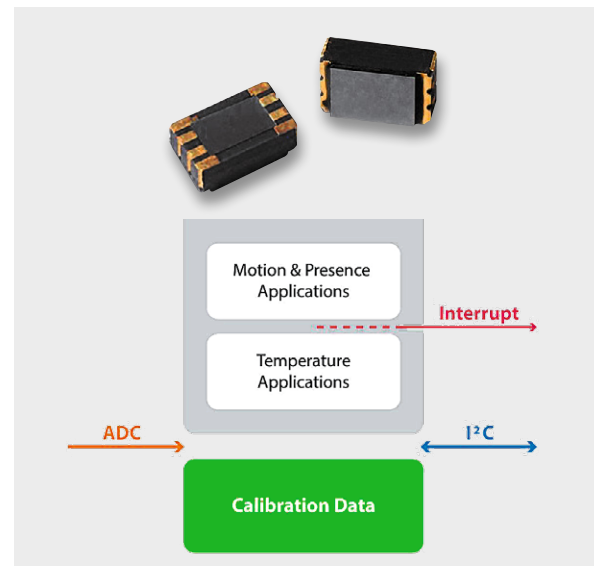 Motion & Presence
Applications
Interrupt
Temperature
Applications
ADC
I²C
Calibration Data